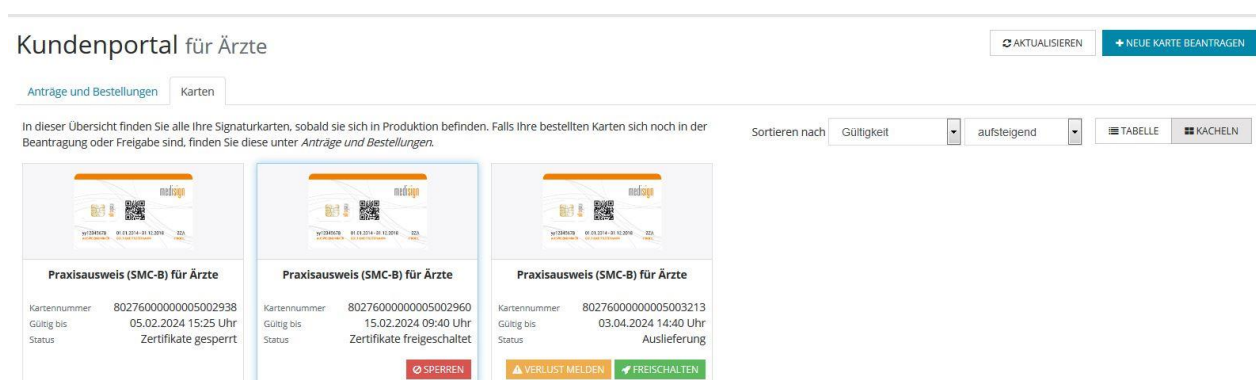 Kundenportal für Ärzte
AKTUALISIEREN
NEUE KARTE BEANTRAGEN
Anträge und Bestellungen
Karten
In dieser Übersicht finden Sie alle Ihre Signaturkarten, sobald sie sich in Produktion befinden. Falls Ihre bestellten Karten sich noch in der
Beantragung oder Freigabe sind, finden Sie diese unter Anträge und Bestellungen.
Sortieren nach Gültigkeit aufsteigend
TABELLE
KACHELN
medisign
medisign
medisign
Praxisausweis (SMC-B) für Ärzte
Kartennummer 80276000000005002938
Gültig bis 05.02.2024 15:25 Uhr
Status Zertifikate gesperrt
Praxisausweis (SMC-B) für Ärzte
Kartennummer 80276000000005002960
Gültig bis 15.02.2024 09:40 Uhr
Status Zertifikate freigeschaltet
SPERREN
Praxisausweis (SMC-B) für Ärzte
Kartennummer 80276000000005003213
Gültig bis 03.04.2024 14:40 Uhr
Status Auslieferung
VERLUST MELDEN
FREISCHALTEN